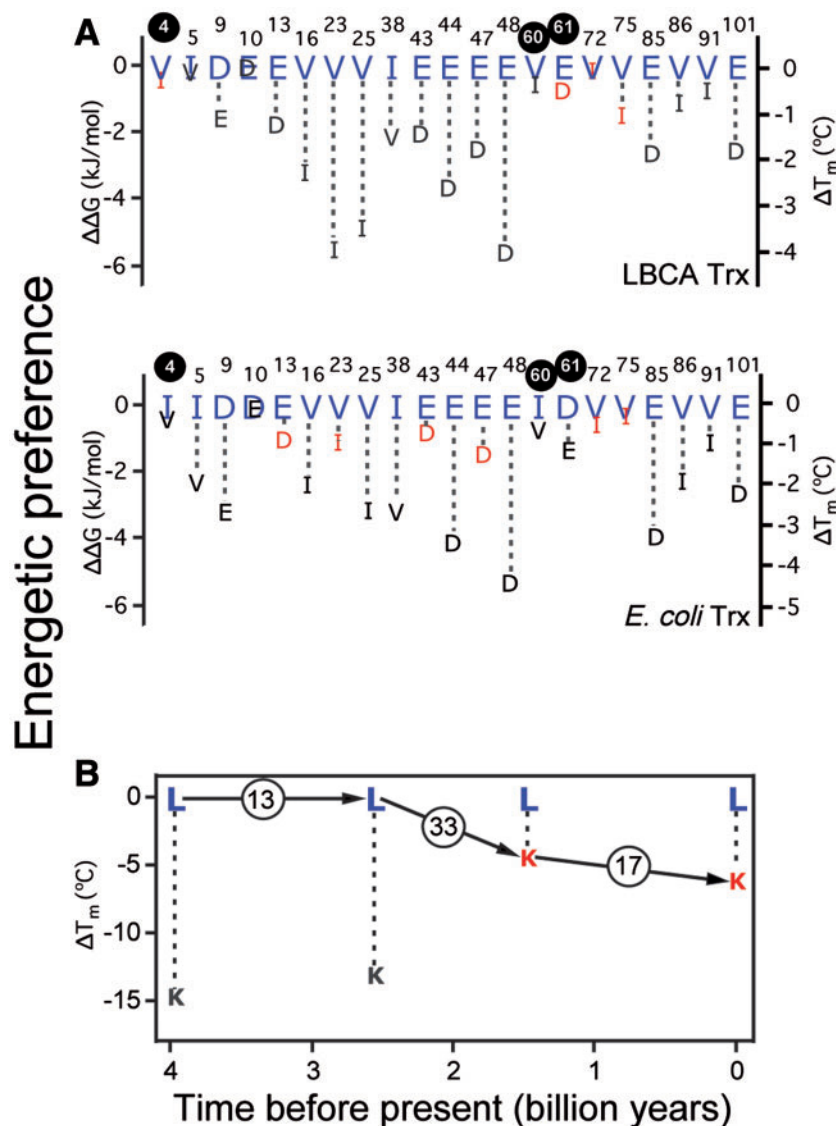 A
4 5 9 10 13 16 23 25 38 43 44 47 48 60 61 72 75 85 86 91 101
0 V I D E E V V V I E E E E V E V V E V V E 0
I V E D D I I I V D D D D I D I I D I I D
-2
-4
-6
ΔΔG (kJ/mol)
-1
-2
-3
-4
ΔTm (°C)
LBCA Trx
4 5 9 10 13 16 23 25 38 43 44 47 48 60 61 72 75 85 86 91 101
0 I I D D E V V V I E E E E I D V V E V V E 0
V V E E D I I I V D D D D V E I I D I I D
-2
-4
-6
ΔΔG (kJ/mol)
-1
-2
-3
-4
-5
ΔTm (°C)
E. coli Trx
Energetic preference
B
0
-5
-10
-15
ΔTm (°C)
L 13 L 33 L 17 L
K K K K
4 3 2 1 0
Time before present (billion years)